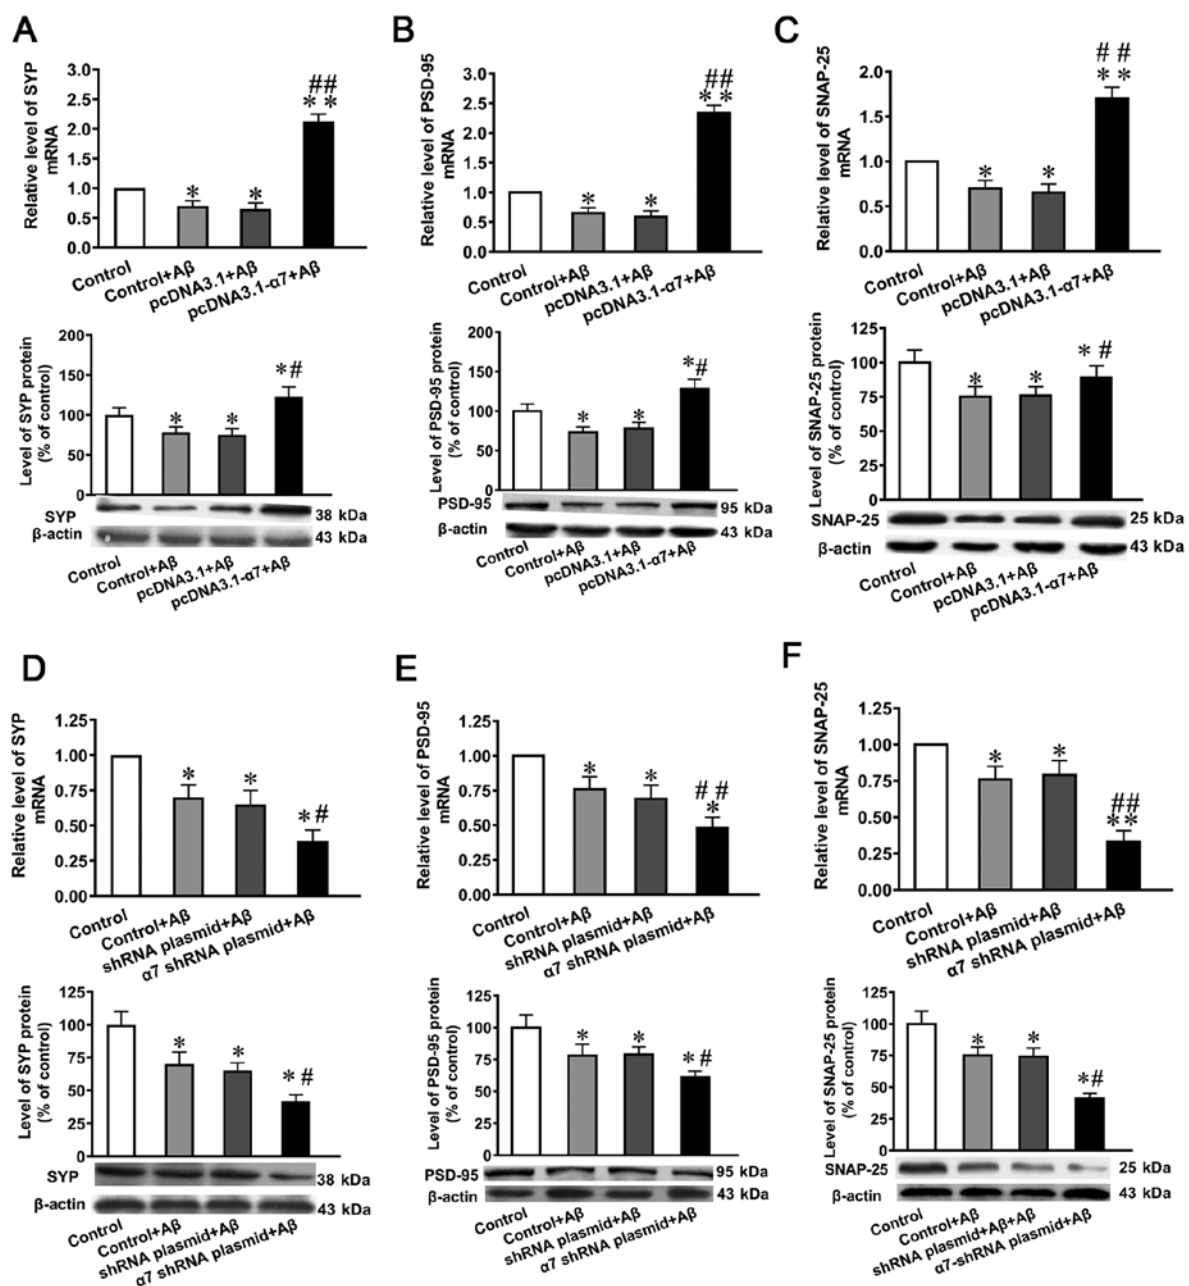 A
Relative level of SYP
mRNA
3.0
2.5
2.0
1.5
1.0
0.5
0.0
*
*
##
**
Control
Control+Aβ
pcDNA3.1+Aβ
pcDNA3.1-α7+Aβ
Level of SYP protein
(% of control)
200
150
100
50
0
*
*
*#
SYP
38 kDa
β-actin
43 kDa
Control
Control+Aβ
pcDNA3.1+Aβ
pcDNA3.1-α7+Aβ
B
Relative level of PSD-95
mRNA
3.0
2.5
2.0
1.5
1.0
0.5
0.0
*
*
##
**
Control
Control+Aβ
pcDNA3.1+Aβ
pcDNA3.1-α7+Aβ
Level of PSD-95 protein
(% of control)
200
150
100
50
0
*
*
*#
PSD-95
95 kDa
β-actin
43 kDa
Control
Control+Aβ
pcDNA3.1+Aβ
pcDNA3.1-α7+Aβ
C
Relative level of SNAP-25
mRNA
2.0
1.5
1.0
0.5
0.0
*
*
# #
* *
Control
Control+Aβ
pcDNA3.1+Aβ
pcDNA3.1-α7+Aβ
Level of SNAP-25 protein
(% of control)
125
100
75
50
25
0
*
*
* #
SNAP-25
25 kDa
β-actin
43 kDa
Control
Control+Aβ
pcDNA3.1+Aβ
pcDNA3.1-α7+Aβ
D
Relative level of SYP
mRNA
1.25
1.00
0.75
0.50
0.25
0.00
*
*
* #
Control
Control+Aβ
shRNA plasmid+Aβ
α7 shRNA plasmid+Aβ
Level of SYP protein
(% of control)
125
100
75
50
25
0
*
*
* #
SYP
38 kDa
β-actin
43 kDa
Control
Control+Aβ
shRNA plasmid+Aβ
α7 shRNA plasmid+Aβ
E
Relative level of PSD-95
mRNA
1.25
1.00
0.75
0.50
0.25
0.00
*
*
# #
*
Control
Control+Aβ
shRNA plasmid+Aβ
α7 shRNA plasmid+Aβ
Level of PSD-95 protein
(% of control)
125
100
75
50
25
0
*
*
* #
PSD-95
95 kDa
β-actin
43 kDa
Control
Control+Aβ
shRNA plasmid+Aβ
α7 shRNA plasmid+Aβ
F
Relative level of SNAP-25
mRNA
1.25
1.00
0.75
0.50
0.25
0.00
*
*
##
**
Control
Control+Aβ
shRNA plasmid+Aβ
α7 shRNA plasmid+Aβ
Level of SNAP-25 protein
(% of control)
125
100
75
50
25
0
*
*
*#
SNAP-25
25 kDa
β-actin
43 kDa
Control
Control+Aβ
shRNA plasmid+Aβ+Aβ
α7-shRNA plasmid+Aβ